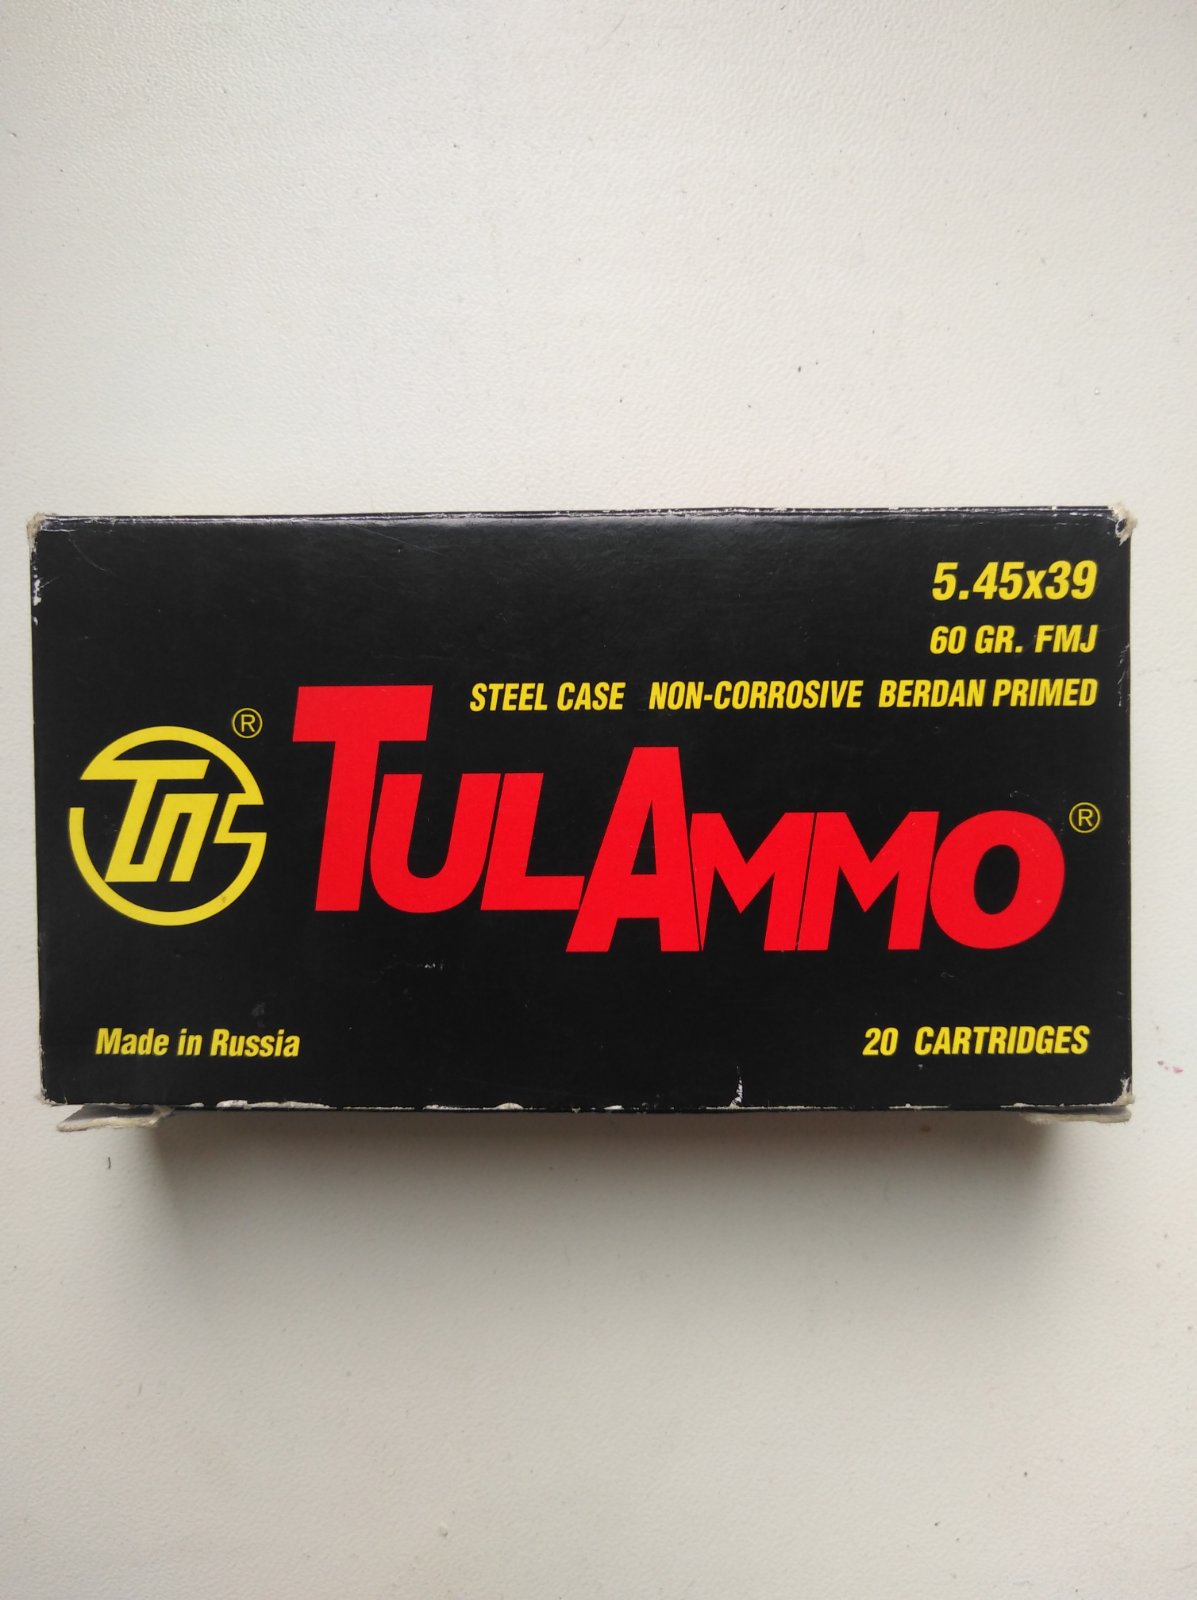 5.45x39
60 GR. FMJ
STEEL CASE NON-CORROSIVE BERDAN PRIMED
®
TULAMMO®
Made in Russia
20 CARTRIDGES